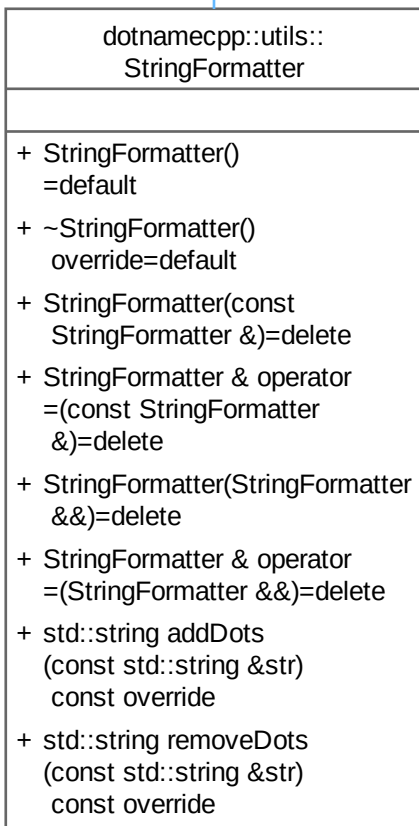 dotnamecpp::utils::
StringFormatter
+ StringFormatter()
=default
+ ~StringFormatter()
override=default
+ StringFormatter(const
StringFormatter &)=delete
+ StringFormatter & operator
=(const StringFormatter
&)=delete
+ StringFormatter(StringFormatter
&&)=delete
+ StringFormatter & operator
=(StringFormatter &&)=delete
+ std::string addDots
(const std::string &str)
const override
+ std::string removeDots
(const std::string &str)
const override